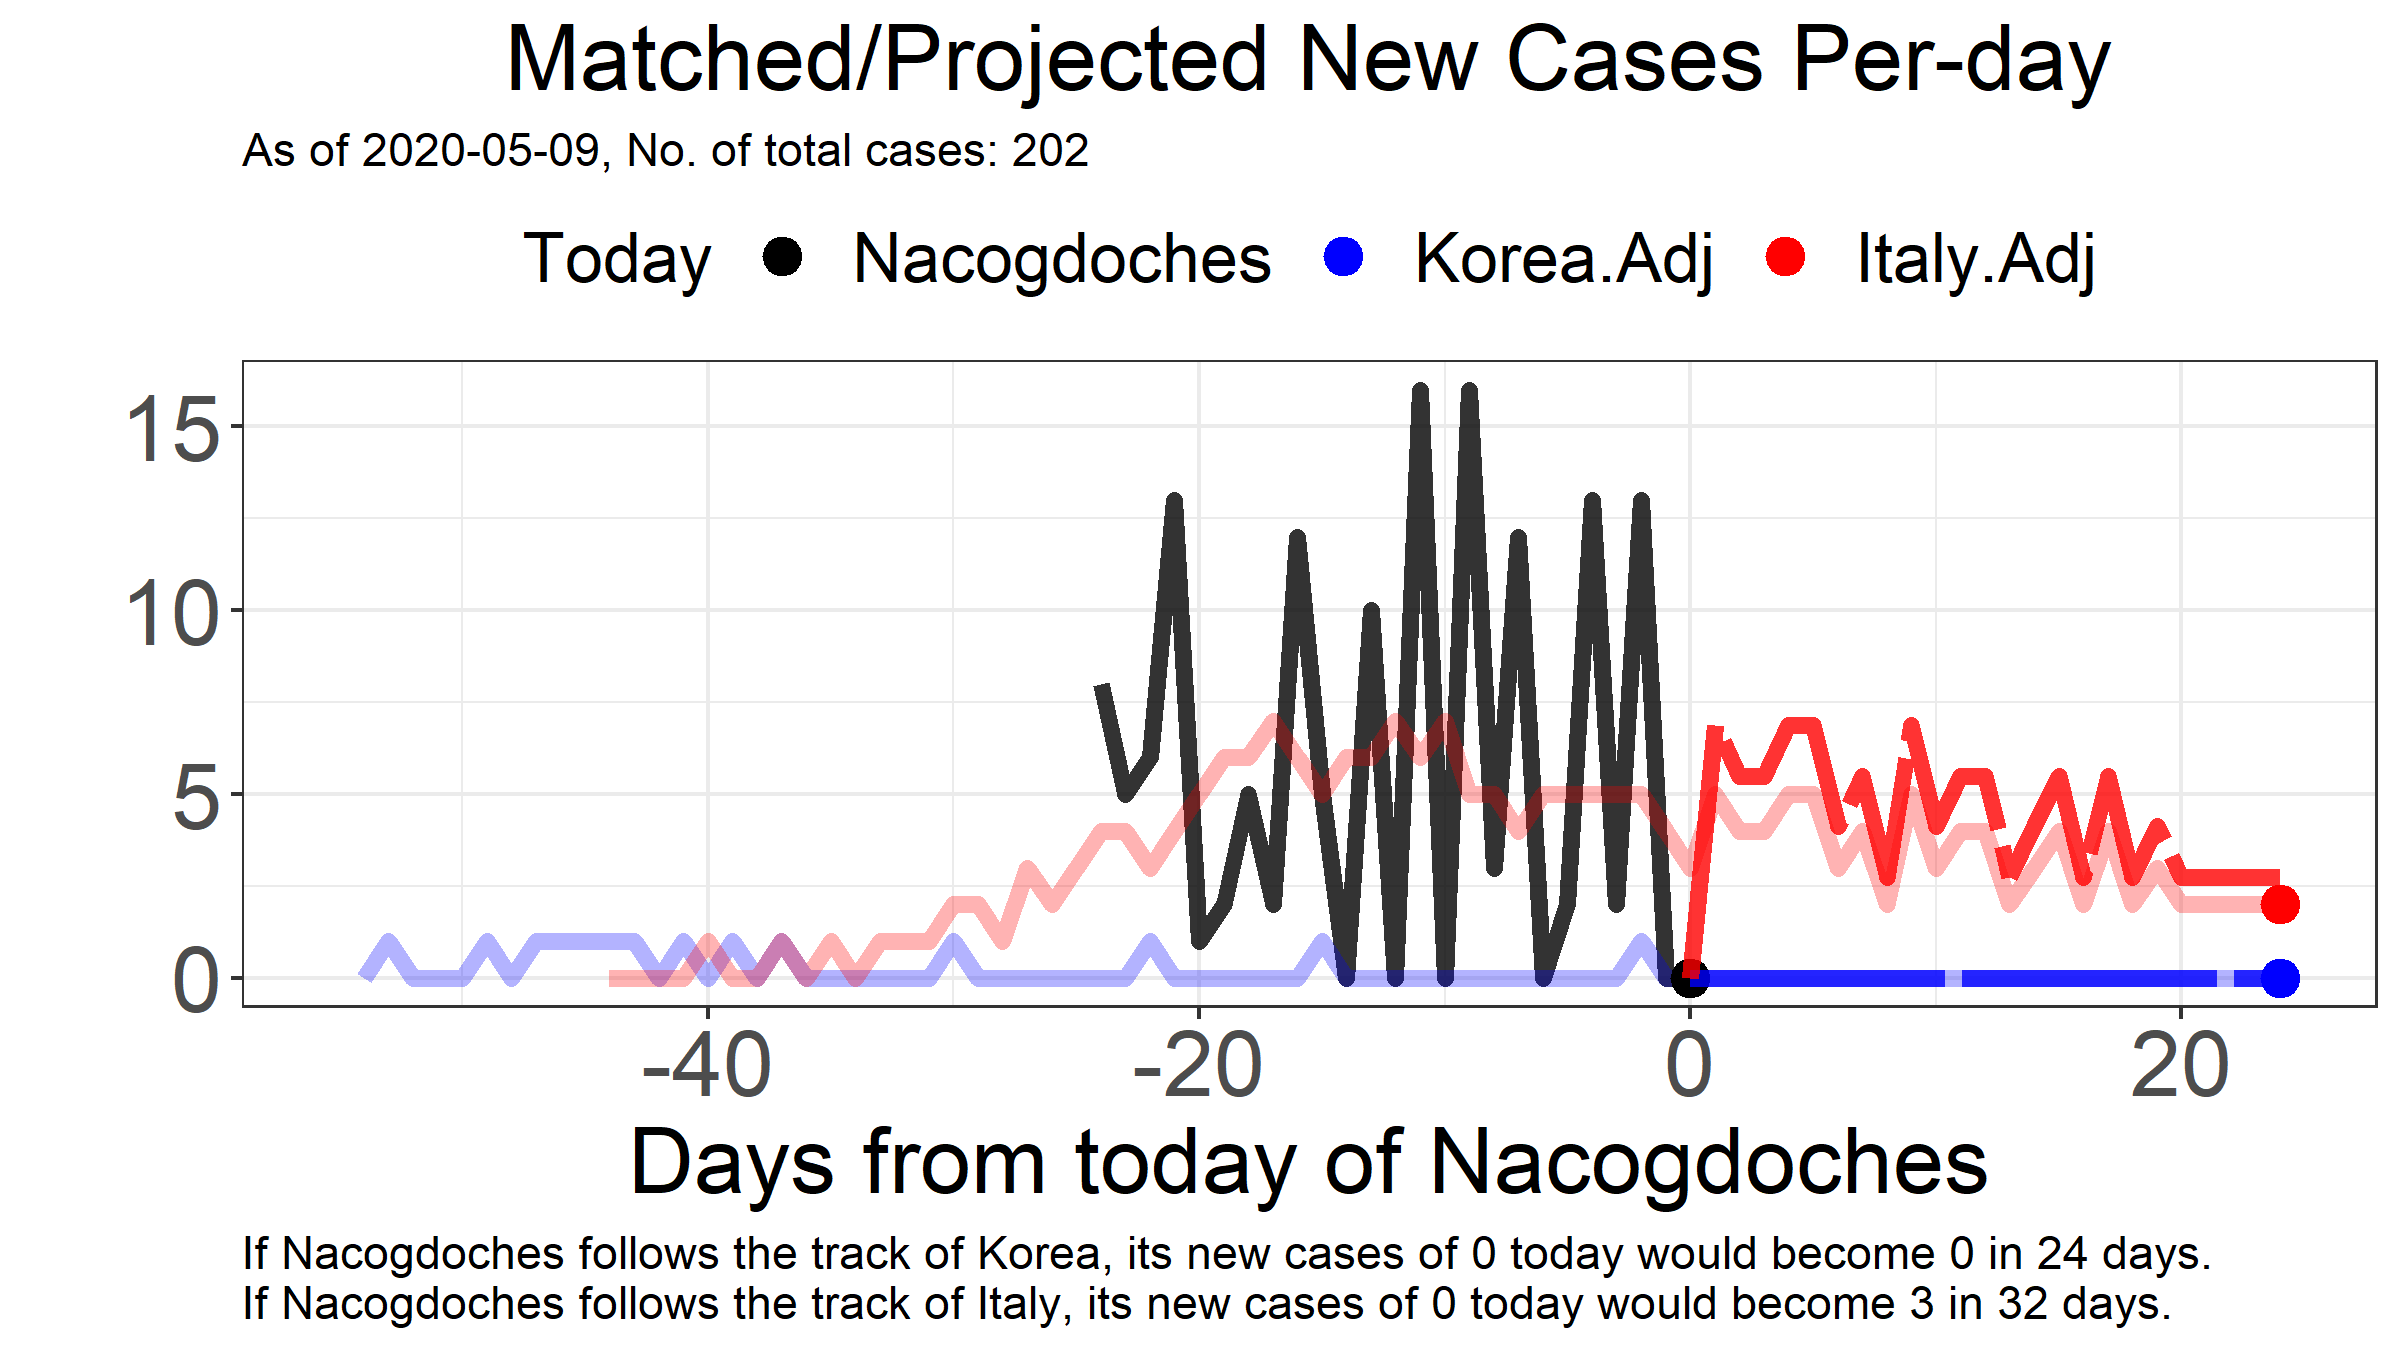 Matched/Projected New Cases Per-day
As of 2020-05-09, No. of total cases: 202
Today Nacogdoches Korea.Adj Italy.Adj
15
10
5
0
-40 -20 0 20
Days from today of Nacogdoches
If Nacogdoches follows the track of Korea, its new cases of 0 today would become 0 in 24 days.
If Nacogdoches follows the track of Italy, its new cases of 0 today would become 3 in 32 days.